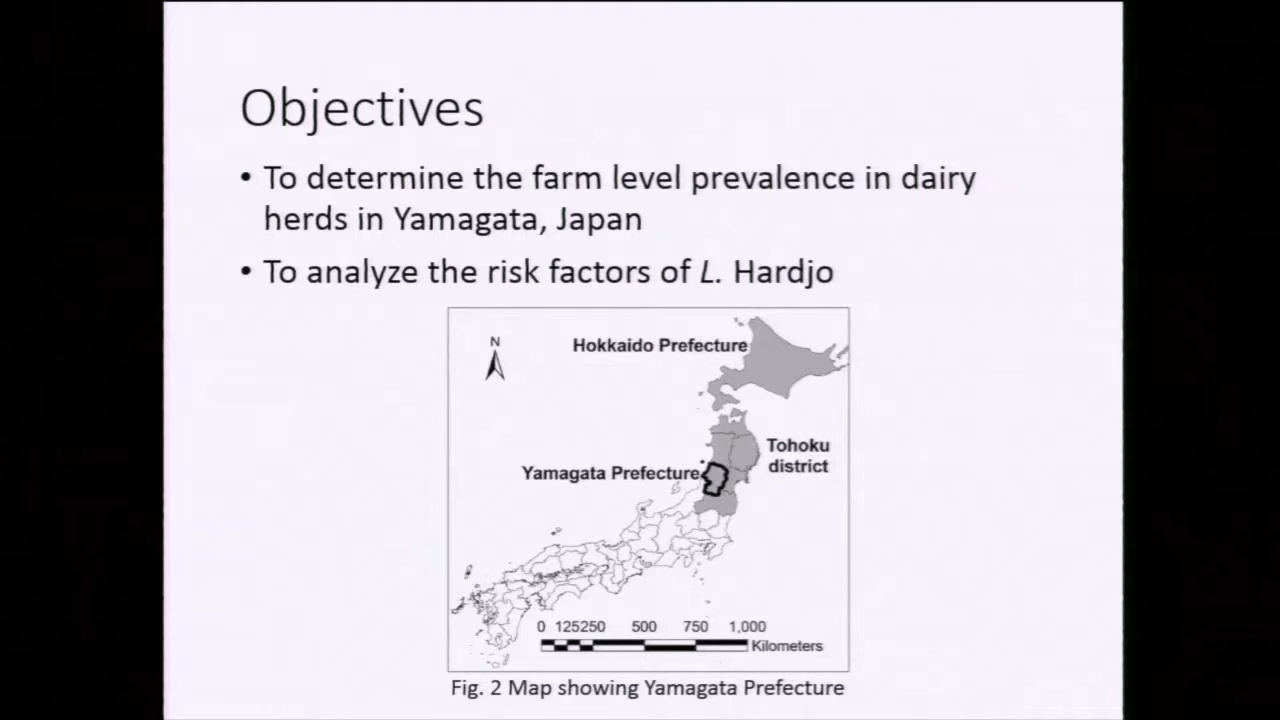 Objectives
• To determine the farm level prevalence in dairy
herds in Yamagata, Japan
• To analyze the risk factors of L. Hardjo
N
Hokkaido Prefecture
Tohoku
district
Yamagata Prefecture
0 125250 500 750 1,000
Kilometers
Fig. 2 Map showing Yamagata Prefecture